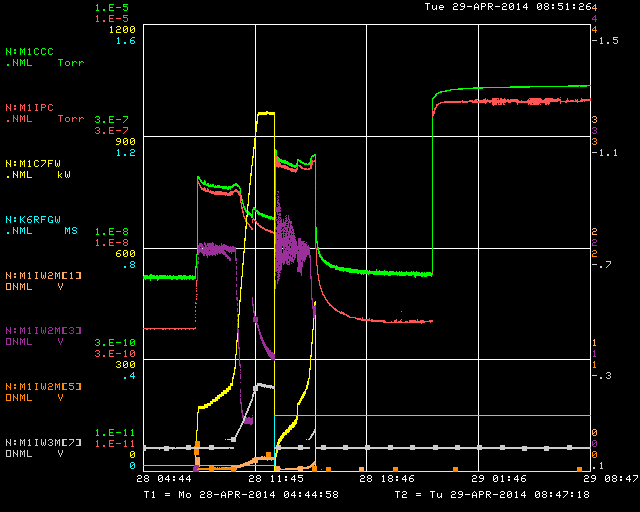 Tue 29-APR-2014 08:51:26
1.E-5
1.E-5
1200
1.6
4
4
4
-1.5
N:M1CCC
.NML Torr
N:M1IPC
.NML Torr
3.E-7
3.E-7
900
1.2
3
3
3
-1.1
N:M1C7FW
.NML kW
N:K6RFGW
.NML MS
1.E-8
1.E-8
600
.8
2
2
2
-.7
N:M1IW2M[1]
ONML V
N:M1IW2M[3]
ONML V
3.E-10
3.E-10
300
.4
1
1
1
-.3
N:M1IW2M[5]
ONML V
N:M1IW3M[7]
ONML V
1.E-11
1.E-11
0
0
0
0
0
.1
28 04:44 28 11:45 28 18:46 29 01:46 29 08:47
T1 = Mo 28-APR-2014 04:44:58 T2 = Tu 29-APR-2014 08:47:18